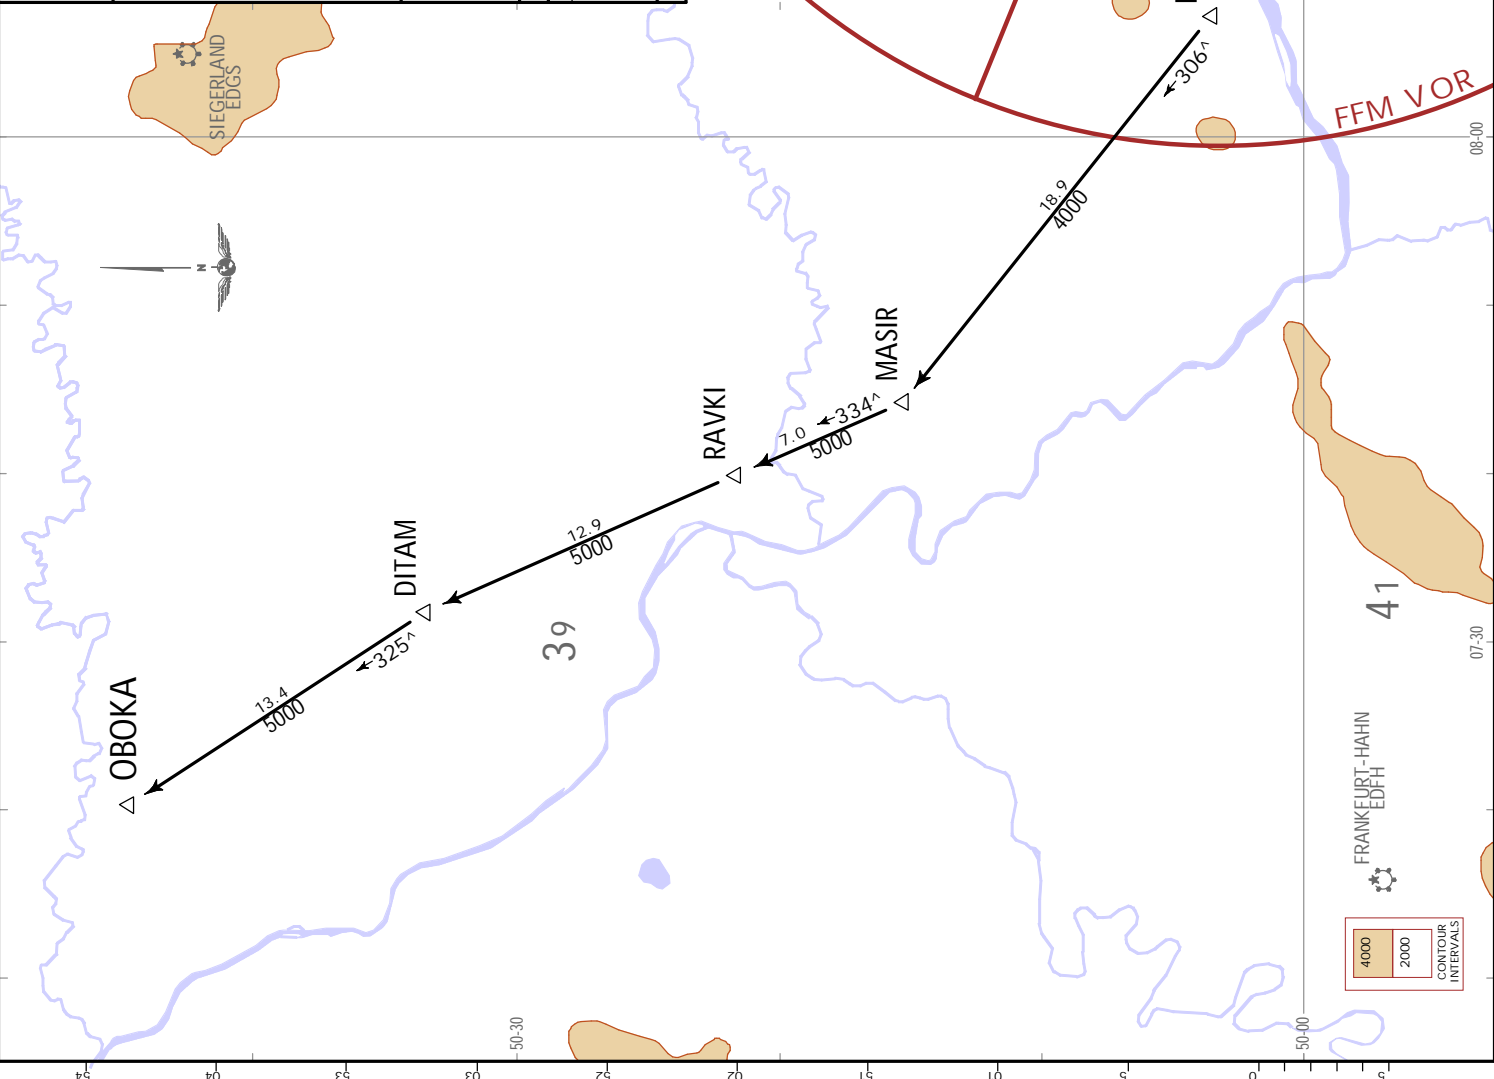 SIEGERLAND
EDGS
N
306^
18.9
4000
FFM VOR
08-00
MASIR
334^
7.0
5000
RAVKI
12.9
5000
DITAM
325^
13.4
5000
OBOKA
39
41
07-30
FRANKFURT-HAHN
EDFH
4000
2000
CONTOUR
INTERVALS
50-30
50-00